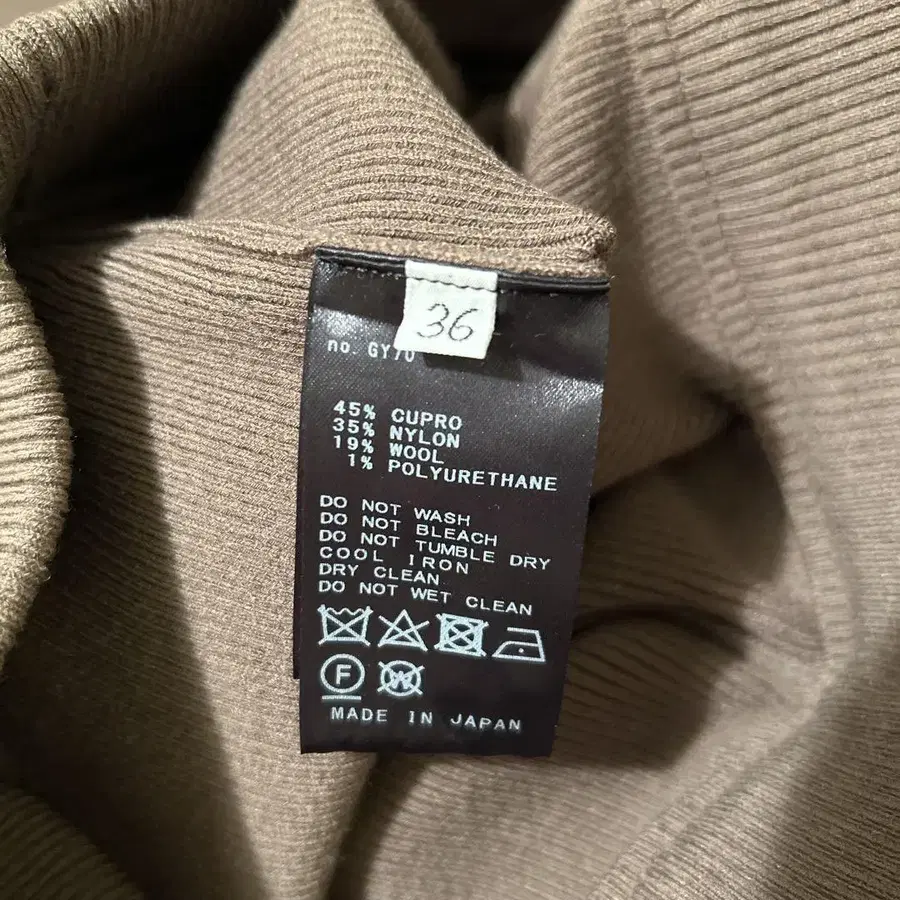 36
no. GY70
45% CUPRO
35% NYLON
19% WOOL
1% POLYURETHANE
DO NOT WASH
DO NOT BLEACH
DO NOT TUMBLE DRY
COOL IRON
DRY CLEAN
DO NOT WET CLEAN
F W
MADE IN JAPAN